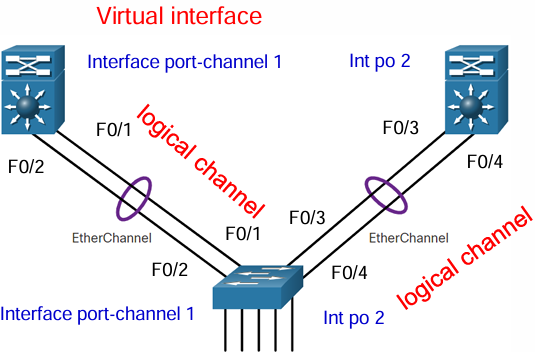 Virtual interface
Interface port-channel 1
Int po 2
F0/1
F0/2
logical channel
F0/3
F0/4
EtherChannel
F0/1
F0/2
F0/3
EtherChannel
F0/4
logical channel
Interface port-channel 1
Int po 2